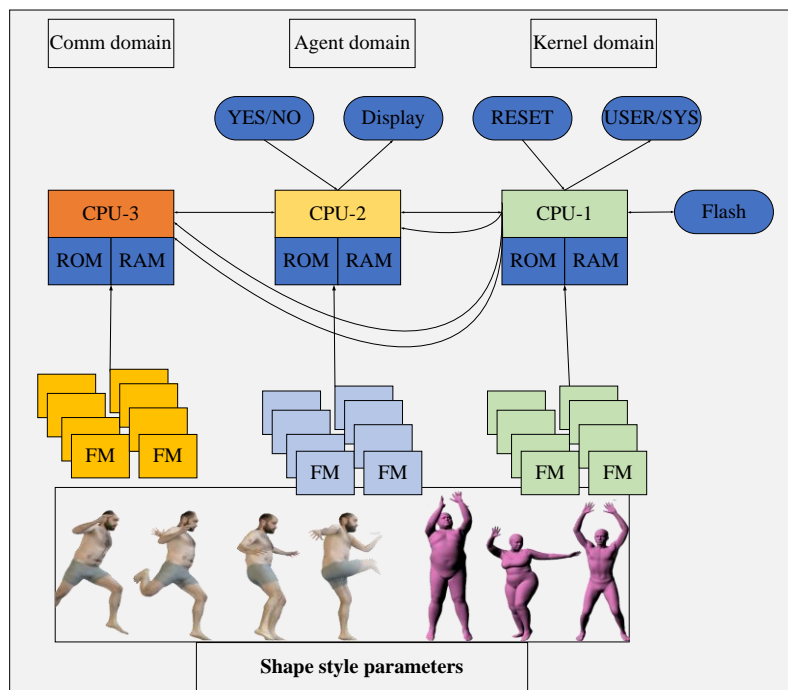 Comm domain
Agent domain
Kernel domain
YES/NO
Display
RESET
USER/SYS
CPU-3
CPU-2
CPU-1
Flash
ROM
RAM
ROM
RAM
ROM
RAM
FM
FM
FM
FM
FM
FM
Shape style parameters